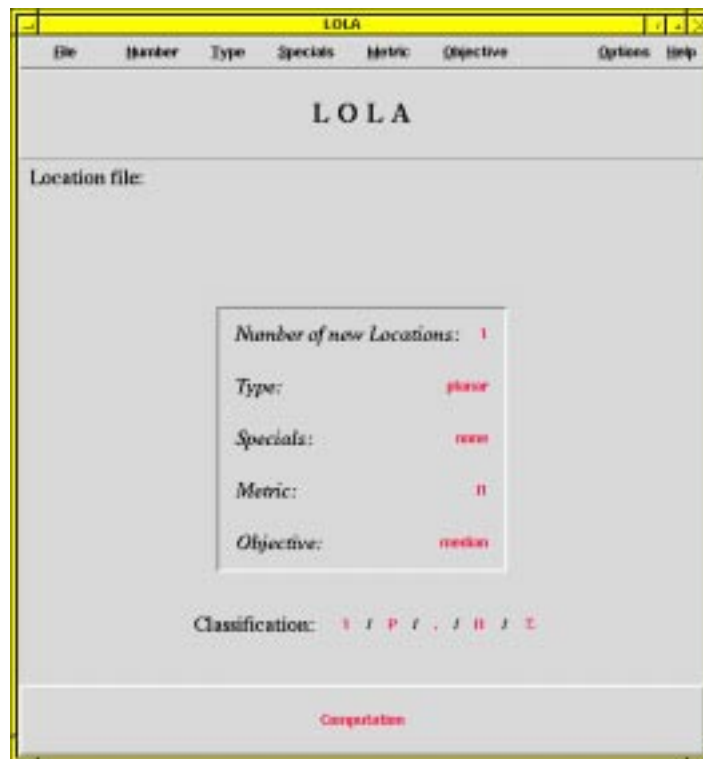 LOLA
File Number Type Specials Metric Objective Options Help
L O L A
Location file:
Number of new Locations: 1
Type: planar
Specials: none
Metric: l1
Objective: median
Classification: 1 / P / . / l1 / Σ
Computation